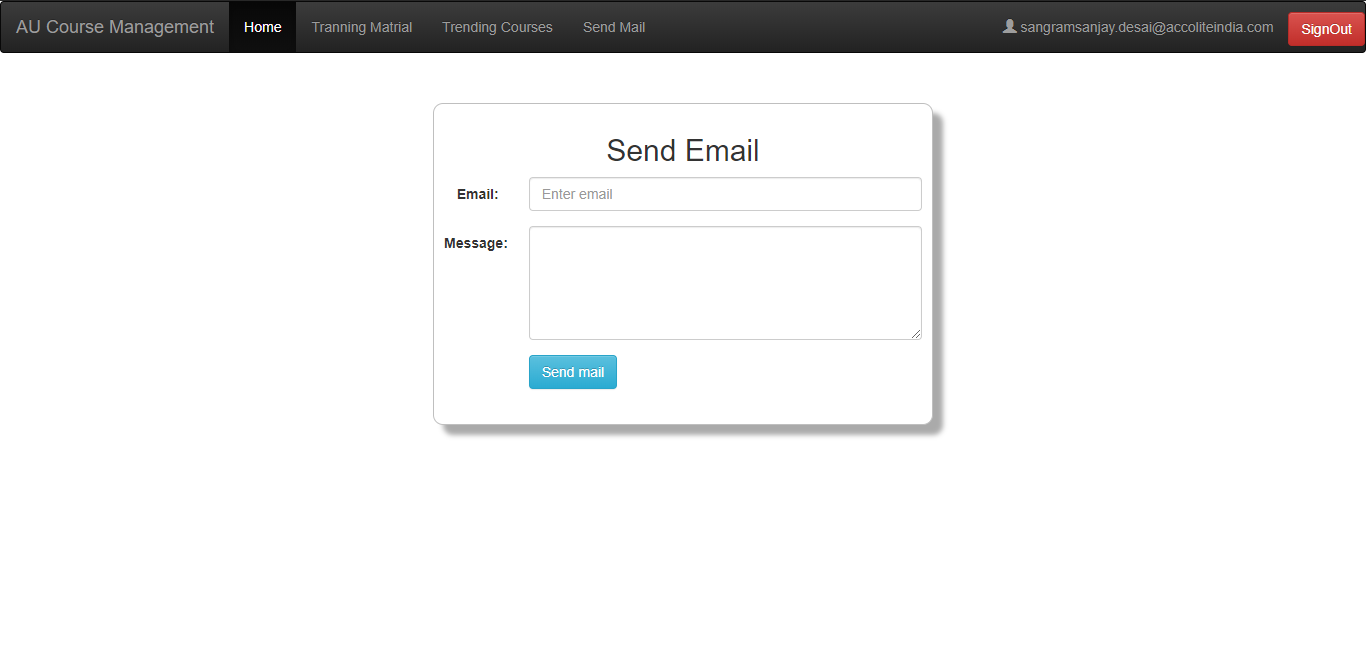 AU Course Management Home Tranning Matrial Trending Courses Send Mail sangramsanjay.desai@accoliteindia.com SignOut
Send Email
Email: Enter email
Message:
Send mail